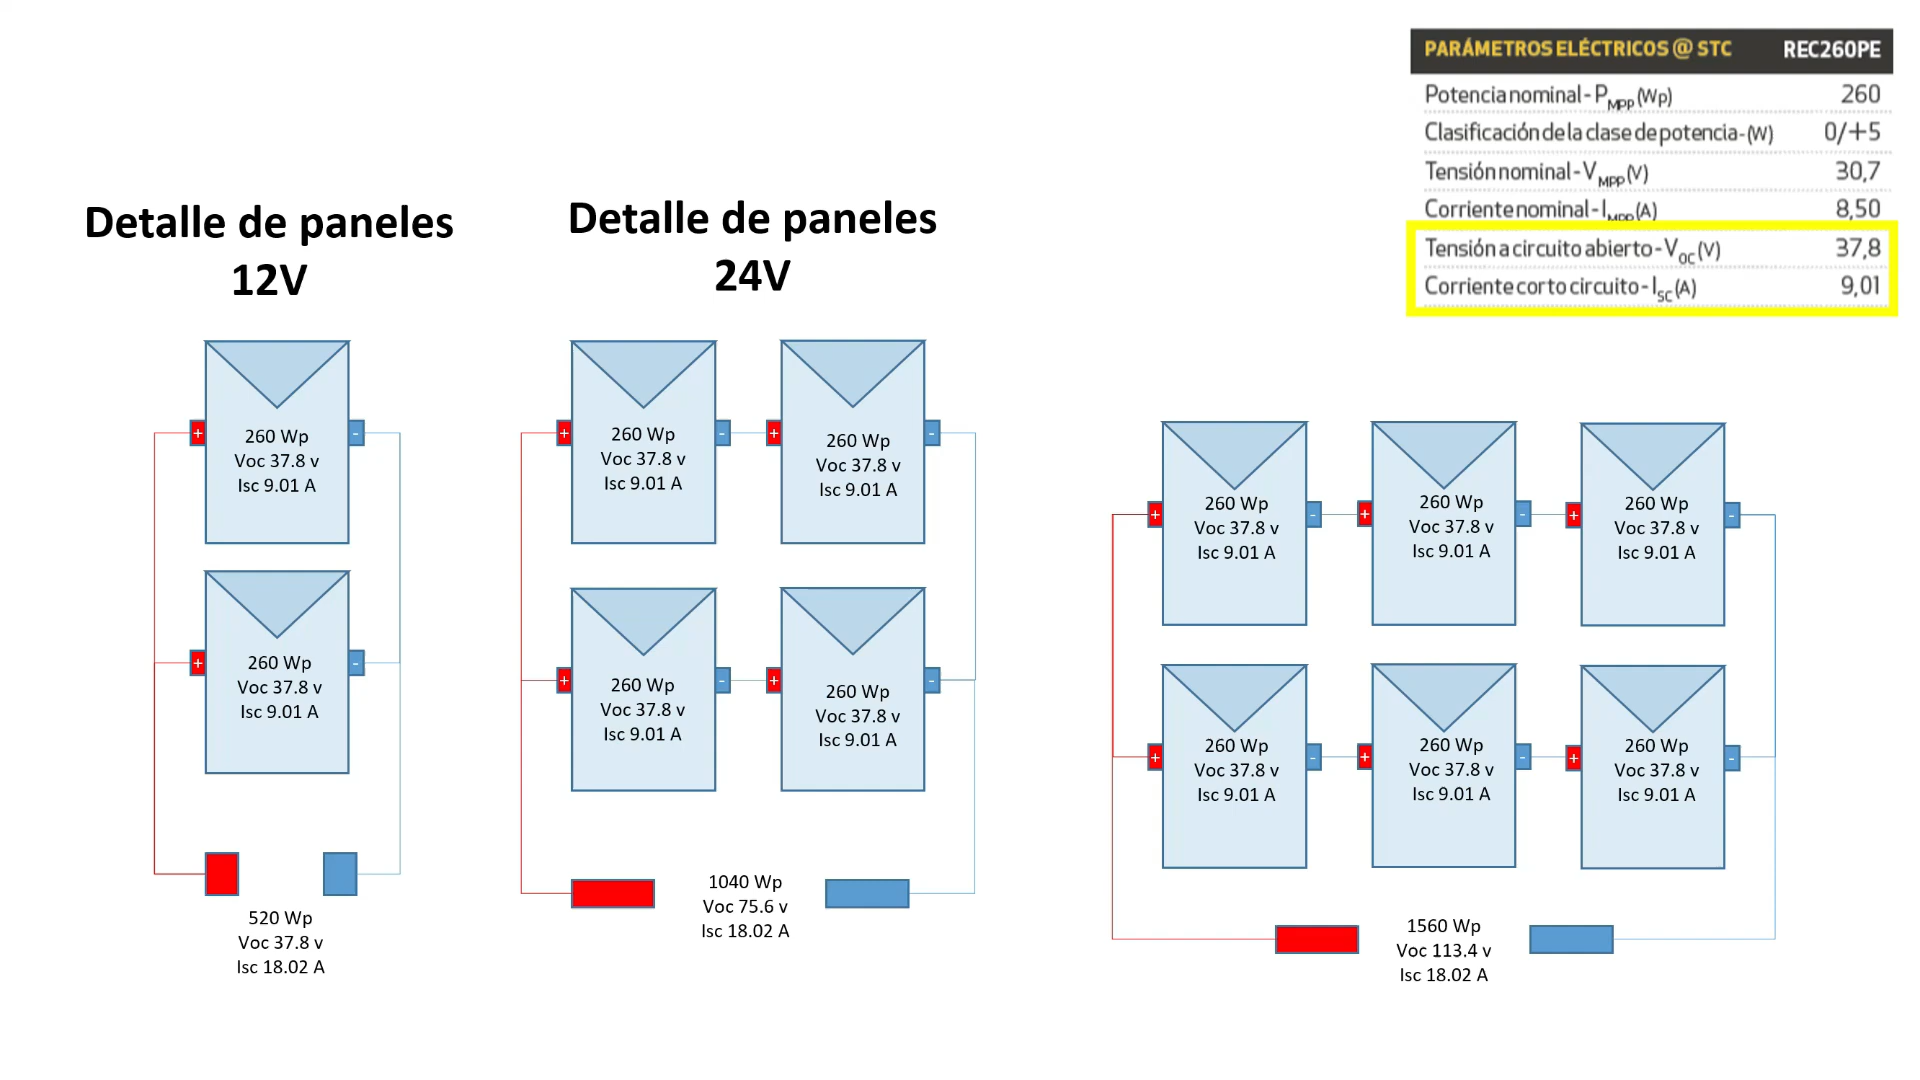 PARÁMETROS ELÉCTRICOS @ STC REC260PE
Potencia nominal - PMPP (Wp) 260
Clasificación de la clase de potencia - (W) 0/+5
Tensión nominal - VMPP (V) 30,7
Corriente nominal - IMPP (A) 8,50
Tensión a circuito abierto - VOC (V) 37,8
Corriente corto circuito - ISC (A) 9,01
Detalle de paneles
12V
+
-
260 Wp
Voc 37.8 v
Isc 9.01 A
+
-
260 Wp
Voc 37.8 v
Isc 9.01 A
520 Wp
Voc 37.8 v
Isc 18.02 A
Detalle de paneles
24V
+
-
260 Wp
Voc 37.8 v
Isc 9.01 A
+
-
260 Wp
Voc 37.8 v
Isc 9.01 A
+
-
260 Wp
Voc 37.8 v
Isc 9.01 A
+
-
260 Wp
Voc 37.8 v
Isc 9.01 A
1040 Wp
Voc 75.6 v
Isc 18.02 A
+
-
260 Wp
Voc 37.8 v
Isc 9.01 A
+
-
260 Wp
Voc 37.8 v
Isc 9.01 A
+
-
260 Wp
Voc 37.8 v
Isc 9.01 A
+
-
260 Wp
Voc 37.8 v
Isc 9.01 A
+
-
260 Wp
Voc 37.8 v
Isc 9.01 A
+
-
260 Wp
Voc 37.8 v
Isc 9.01 A
1560 Wp
Voc 113.4 v
Isc 18.02 A